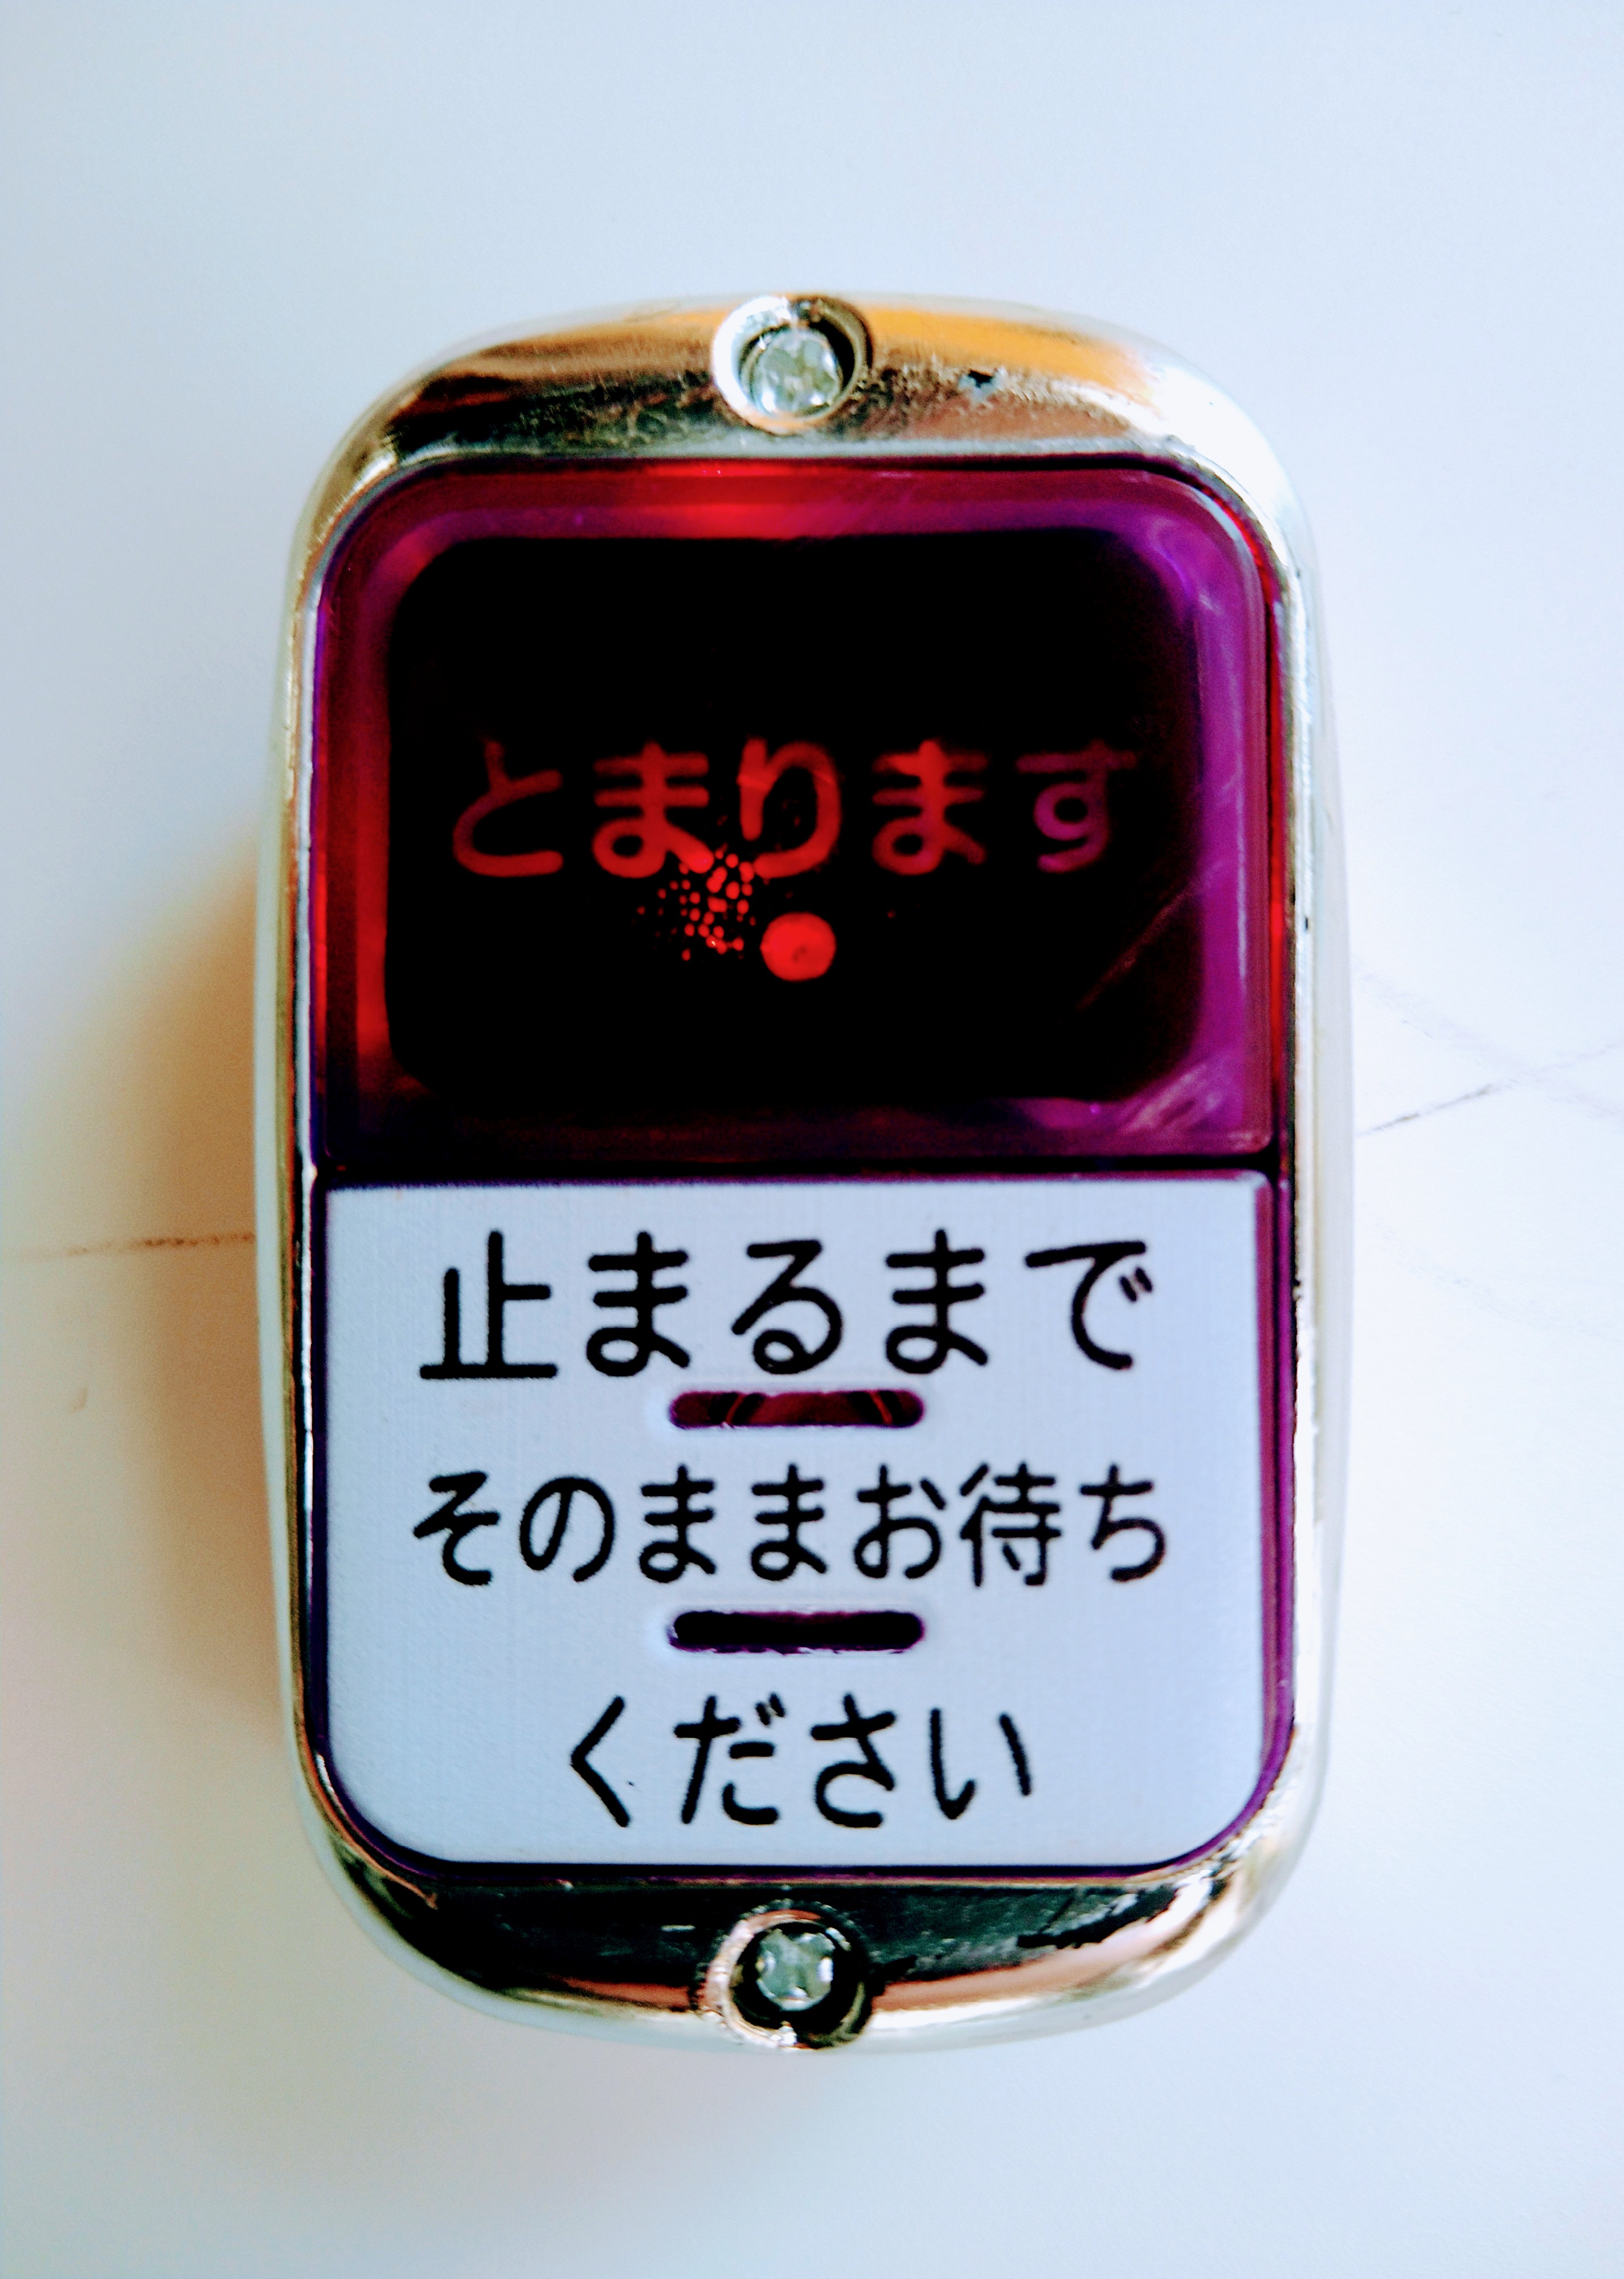 とまります
止まるまで
そのままお待ち
ください